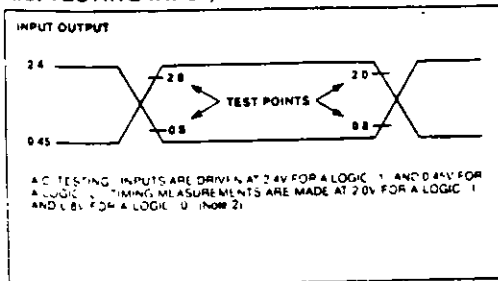 INPUT OUTPUT
2.4
2.0
2.0
TEST POINTS
0.8
0.8
0.45
A.C. TESTING: INPUTS ARE DRIVEN AT 2.4V FOR A LOGIC 1 AND 0.45V FOR
A LOGIC TIMING MEASUREMENTS ARE MADE AT 2.0V FOR A LOGIC 1
AND 0.8V FOR A LOGIC 0 (Note 2)